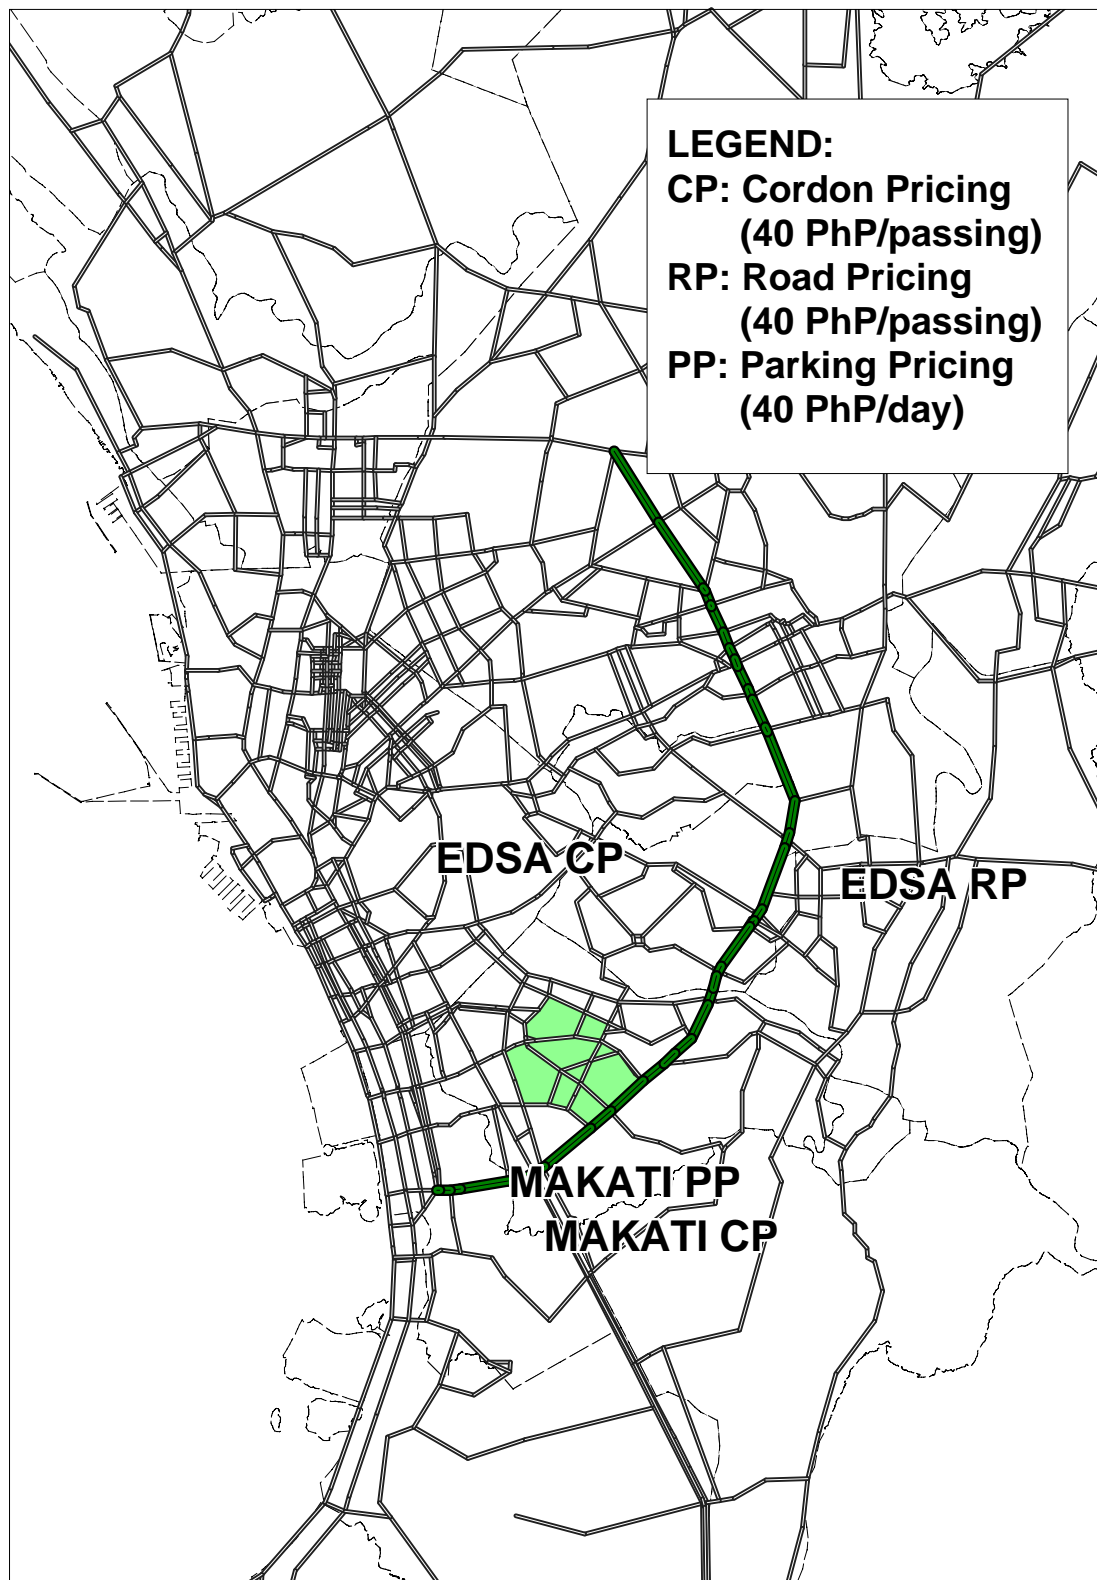 LEGEND:
CP: Cordon Pricing
(40 PhP/passing)
RP: Road Pricing
(40 PhP/passing)
PP: Parking Pricing
(40 PhP/day)
EDSA CP
EDSA RP
MAKATI PP
MAKATI CP